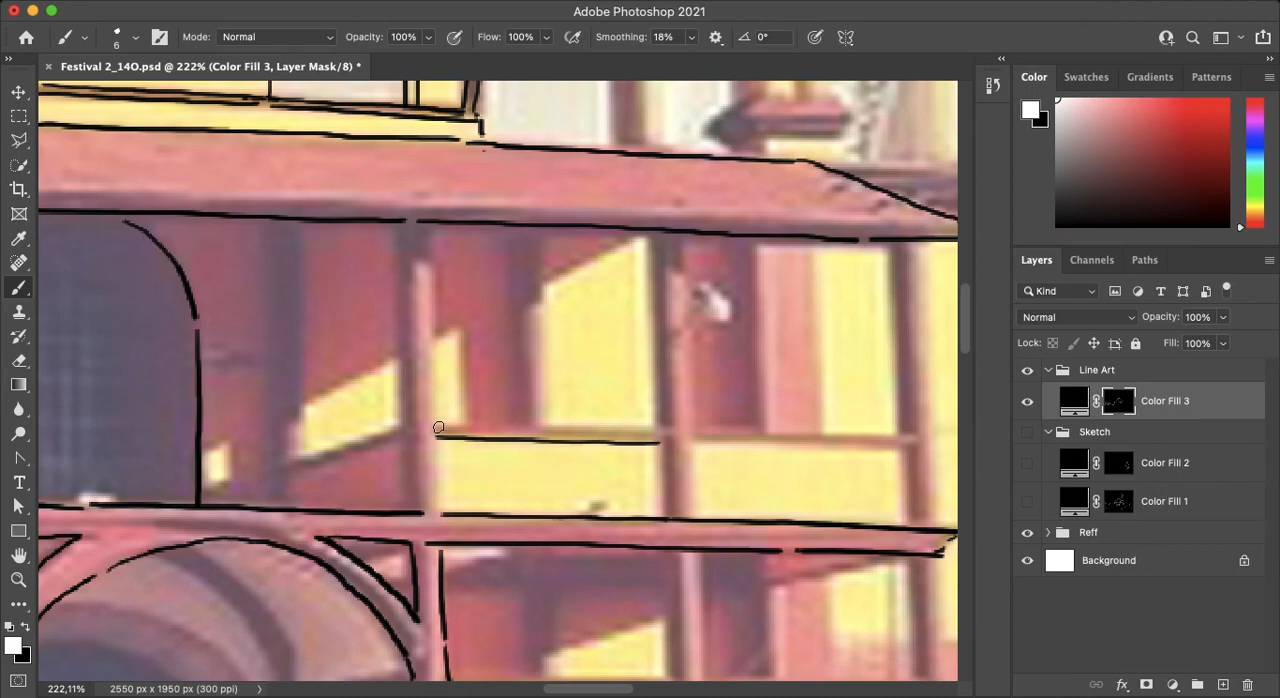 Adobe Photoshop 2021
6
Mode: Normal
Opacity: 100%
Flow: 100%
Smoothing: 18%
0°
Festival 2_14O.psd @ 222% (Color Fill 3, Layer Mask/8) *
Color Swatches Gradients Patterns
Layers Channels Paths
Kind
Normal Opacity: 100%
Lock: Fill: 100%
Line Art
Color Fill 3
Sketch
Color Fill 2
Color Fill 1
Reff
Background
222,11% 2550 px x 1950 px (300 ppi)
fx